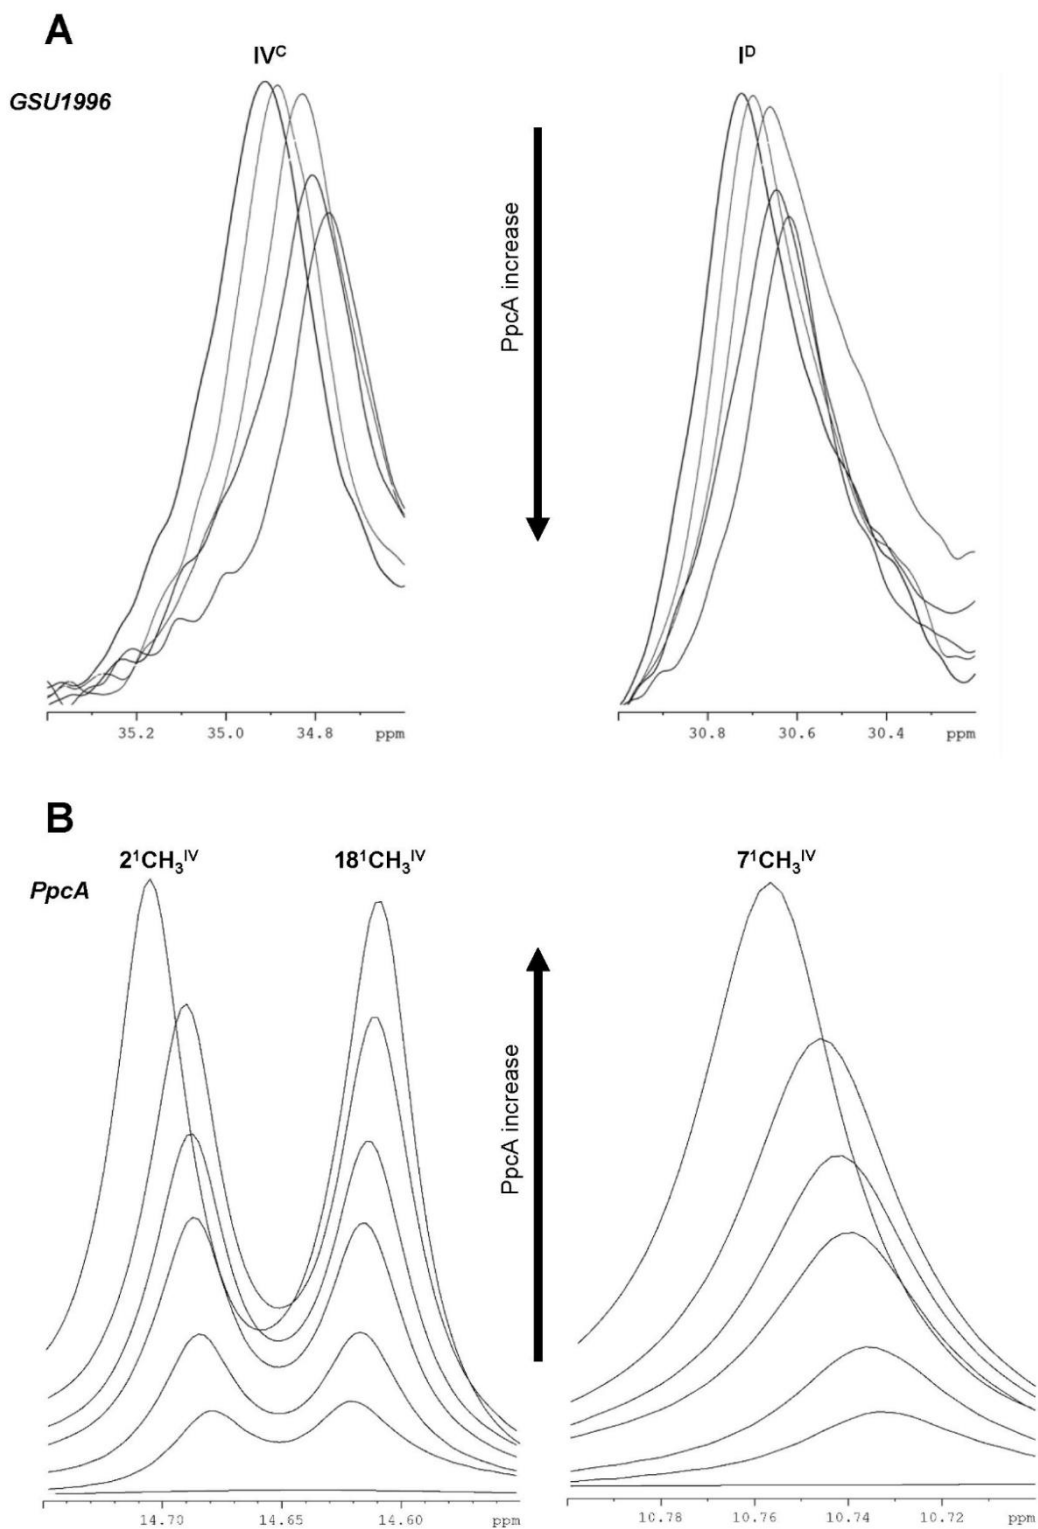 A
IVᶜ
Iᴰ
GSU1996
PpcA increase
35.2 35.0 34.8 ppm
30.8 30.6 30.4 ppm
B
2¹CH₃ᴵⱽ
18¹CH₃ᴵⱽ
7¹CH₃ᴵⱽ
PpcA
PpcA increase
14.70 14.65 14.60 ppm
10.78 10.76 10.74 10.72 ppm